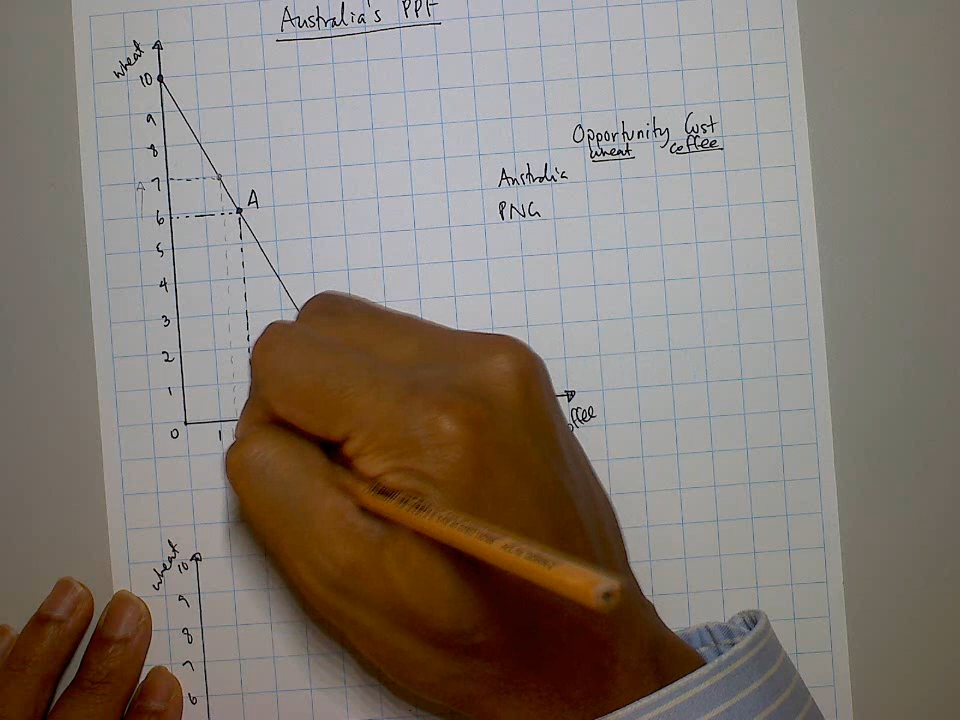 Australia's PPF
wheat
10
9
8
7
6
5
4
3
2
1
0 1
A
Opportunity Cost
wheat coffee
Australia
PNG
offee
wheat
10
9
8
7
6